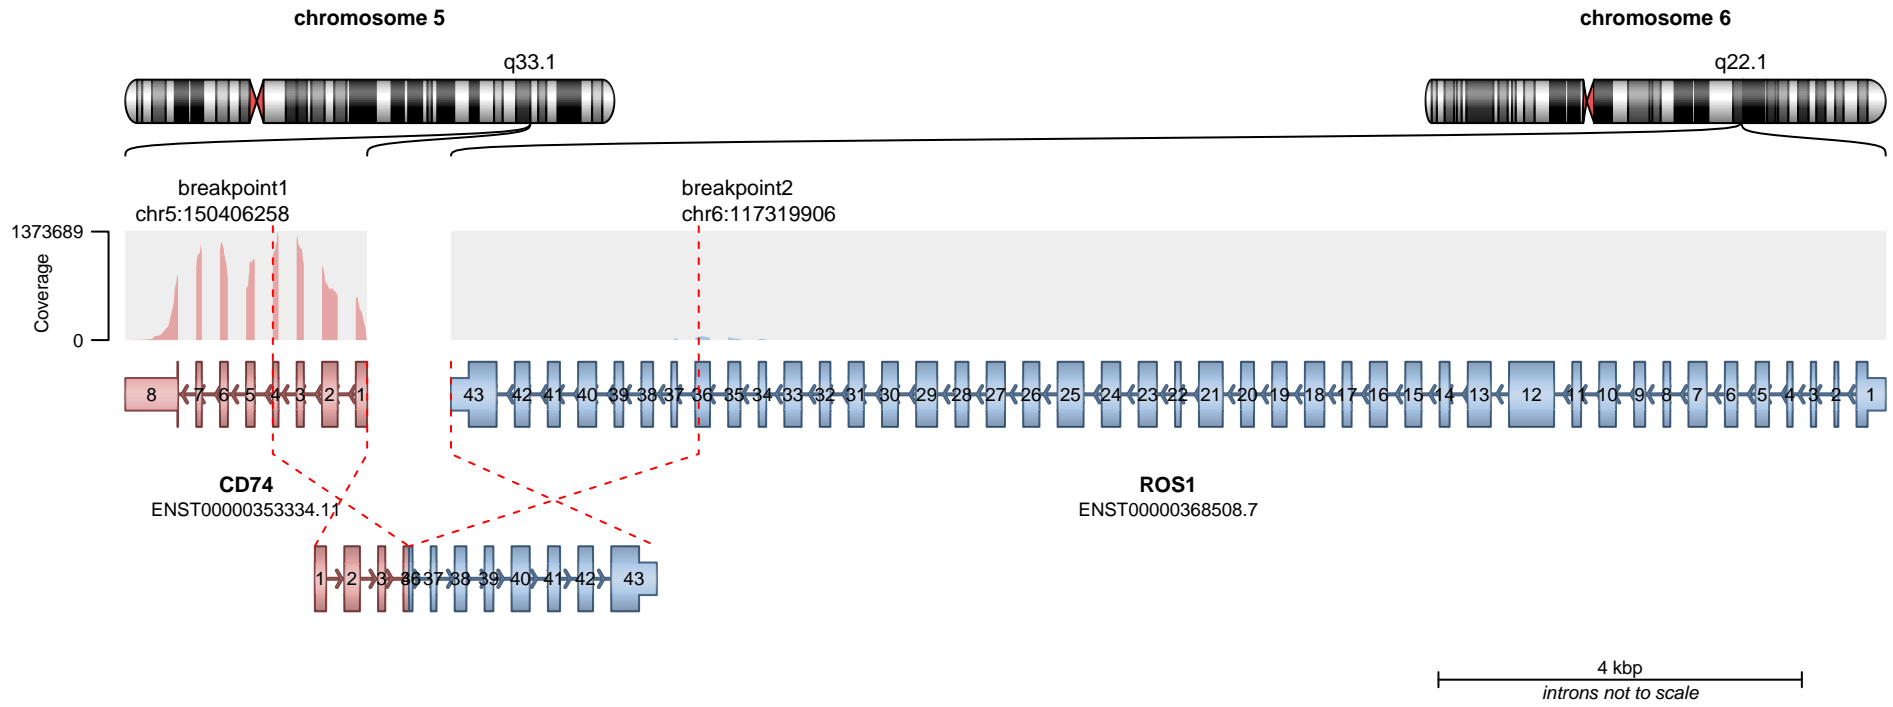 chromosome 5
chromosome 6
q33.1
q22.1
breakpoint1
chr5:150406258
breakpoint2
chr6:117319906
1373689
Coverage
0
8 7 6 5 4 3 2 1
43 42 41 40 39 38 37 36 35 34 33 32 31 30 29 28 27 26 25 24 23 22 21 20 19 18 17 16 15 14 13 12 11 10 9 8 7 6 5 4 3 2 1
CD74
ENST00000353334.11
ROS1
ENST00000368508.7
1 2 3 4 36 37 38 39 40 41 42 43
4 kbp
introns not to scale